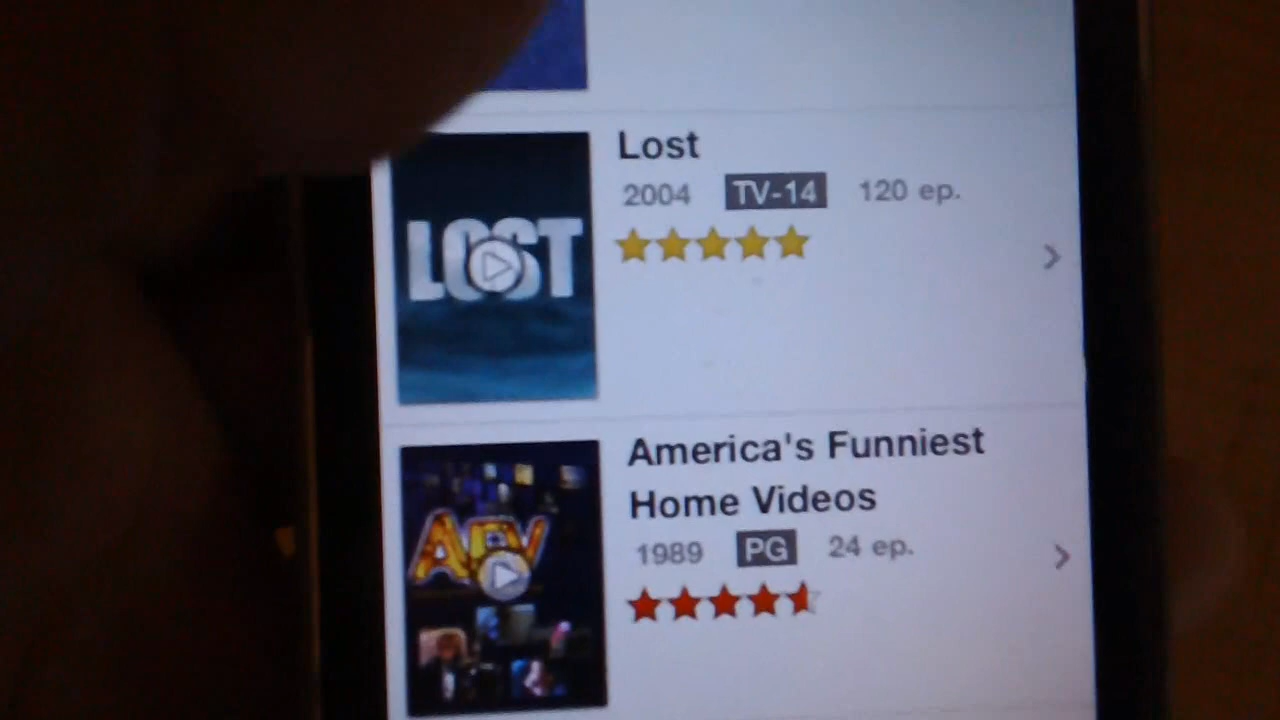 Lost
2004 TV-14 120 ep.
LOST
America's Funniest
Home Videos
1989 PG 24 ep.
AFV